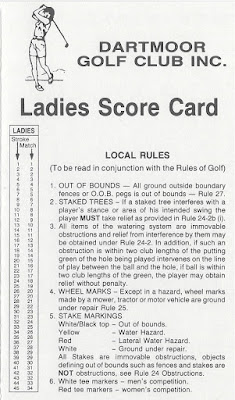 DARTMOOR
GOLF CLUB INC.
Ladies Score Card
LADIES
Stroke
Match
LOCAL RULES
(To be read in conjunction with the Rules of Golf)
1. OUT OF BOUNDS — All ground outside boundary
fences or O.O.B. pegs is out of bounds — Rule 27.
2. STAKED TREES – If a staked tree interferes with a
player's stance or area of his intended swing the
player MUST take relief as provided in Rule 24-2b (i).
3. All items of the watering system are immovable
obstructions and relief from interference by them may
be obtained under Rule 24-2. In addition, if such an
obstruction is within two club lengths of the putting
green of the hole being played intervenes on the line
of play between the ball and the hole, if ball is within
two club lengths of the green, the player may obtain
relief without penalty.
4. WHEEL MARKS – Except in a hazard, wheel marks
made by a mower, tractor or motor vehicle are ground
under repair Rule 25.
5. STAKE MARKINGS
White/Black top – Out of bounds.
Yellow – Water Hazard.
Red – Lateral Water Hazard.
White – Ground under repair.
All Stakes are immovable obstructions, objects
defining out of bounds such as fences and stakes are
NOT obstructions, see Rule 24 Obstructions.
6. White tee markers – men's competition.
Red tee markers – women's competition.